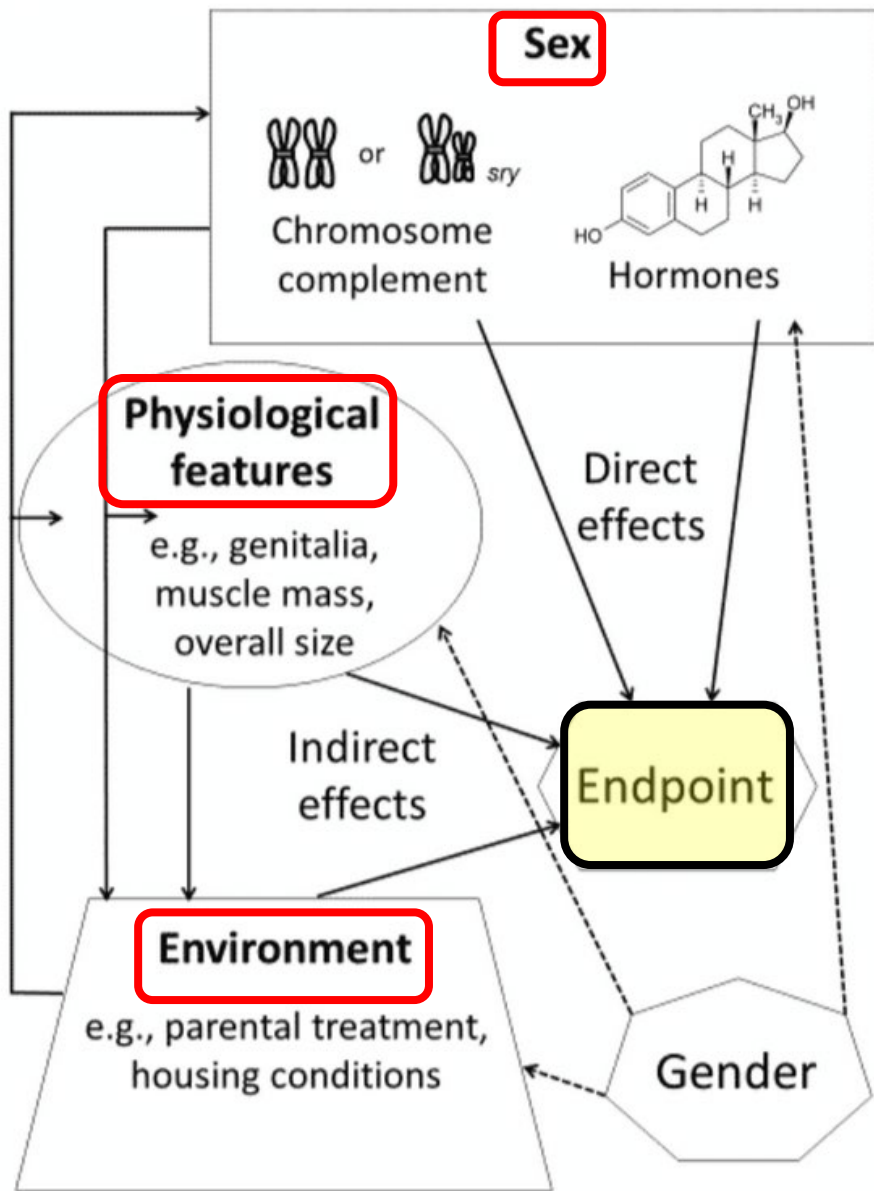 Sex
or
sry
Chromosome
complement
CH3
OH
H
H
H
HO
Hormones
Physiological
features
e.g., genitalia,
muscle mass,
overall size
Direct
effects
Indirect
effects
Endpoint
Environment
e.g., parental treatment,
housing conditions
Gender